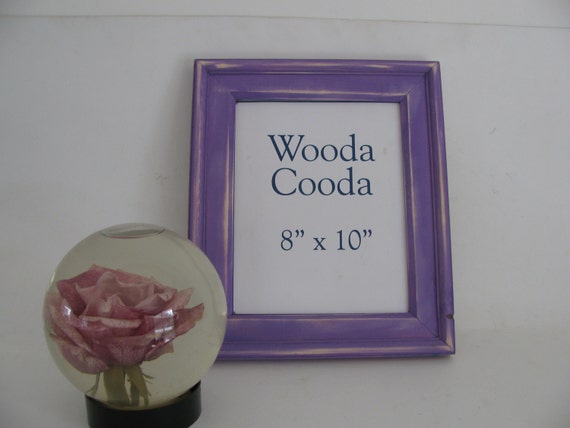 Wooda
Cooda
8” x 10”